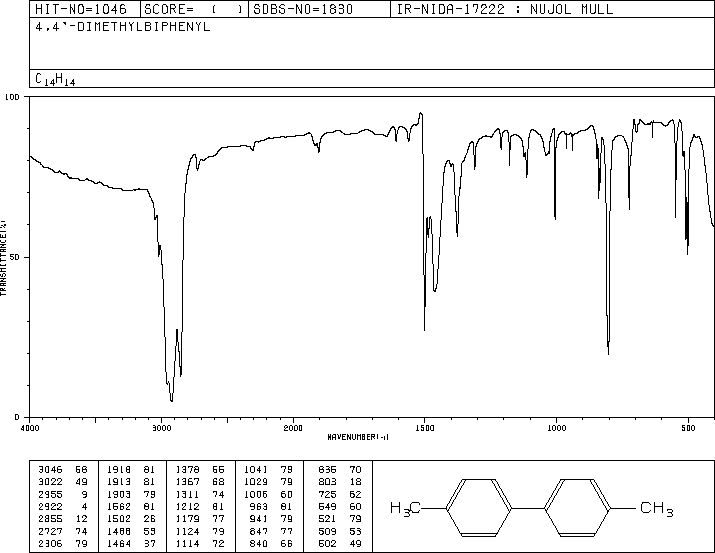 HIT-NO=1046 SCORE= ( ) SDBS-NO=1830 IR-NIDA-17222 : NUJOL MULL
4,4'-DIMETHYLBIPHENYL
C14H14
100
50
0
TRANSMITTANCE(%)
4000 3000 2000 1500 1000 500
WAVENUMBER(-1)
3046 68 1918 81 1378 55 1041 79 836 70
3022 49 1913 81 1367 68 1029 79 803 18
2955 9 1903 79 1311 74 1006 60 725 62
2922 4 1562 81 1212 81 963 81 549 60
2855 12 1502 26 1179 77 941 79 521 79
2727 74 1488 59 1124 79 847 77 509 53
2306 79 1464 37 1114 72 840 66 502 49
H3C CH3